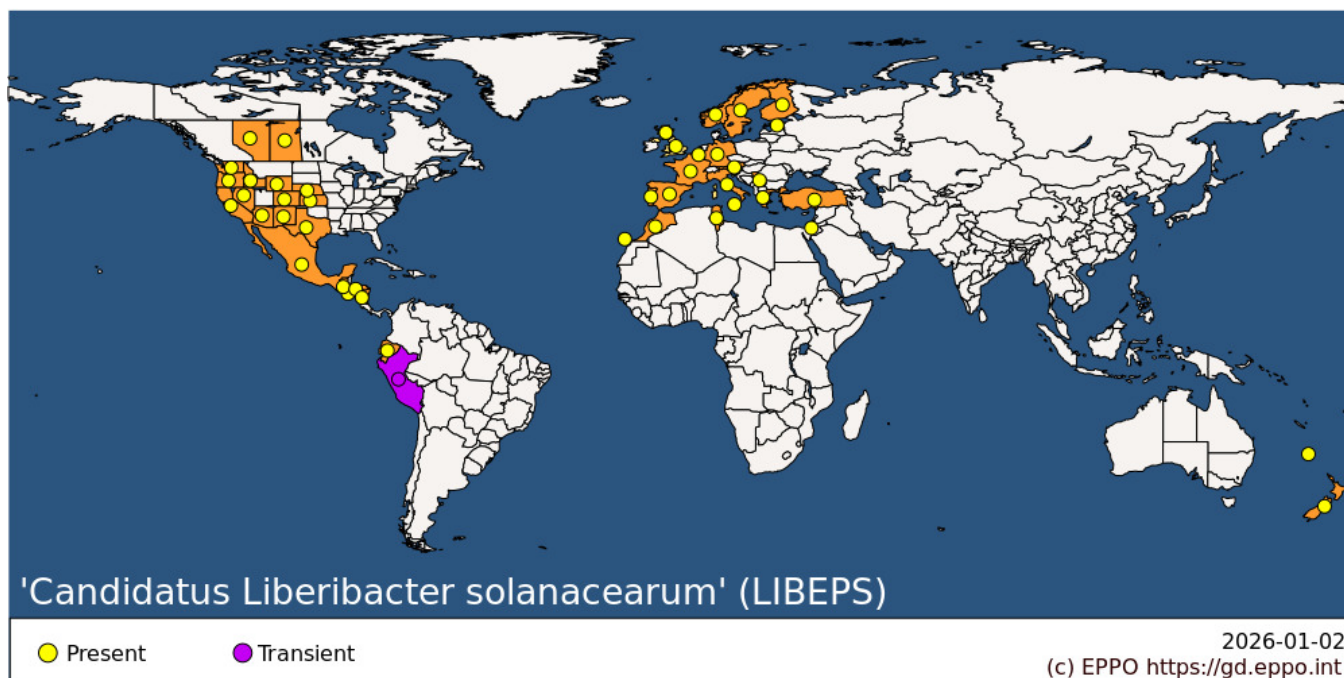 'Candidatus Liberibacter solanacearum' (LIBEPS)
Present
Transient
2026-01-02
(c) EPPO https://gd.eppo.int